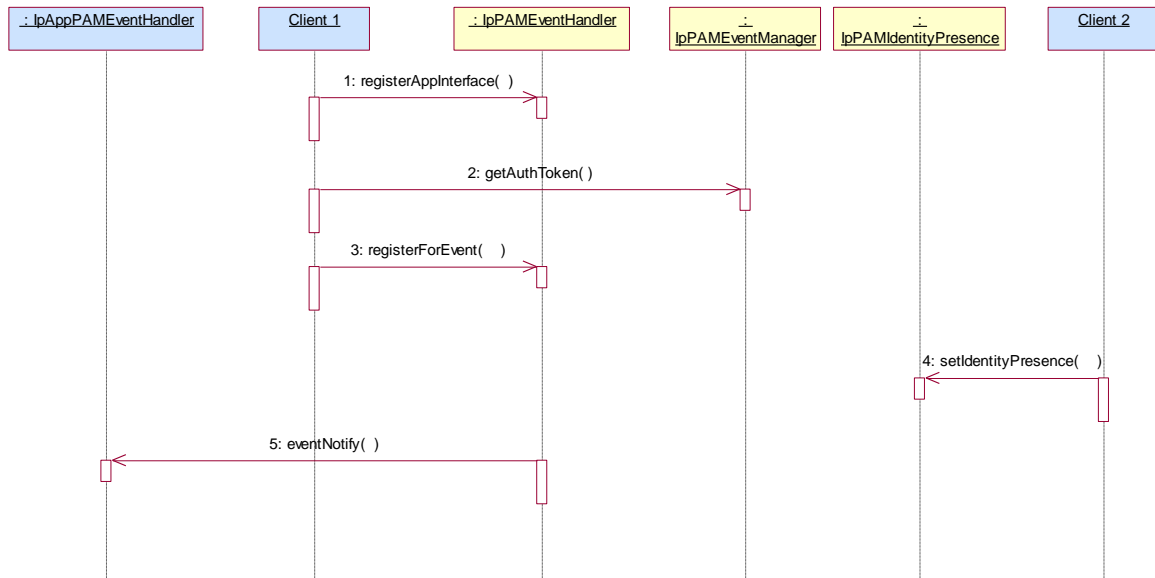 : IpAppPAMEventHandler
Client 1
: IpPAMEventHandler
:
IpPAMEventManager
:
IpPAMIdentityPresence
Client 2
1: registerAppInterface( )
2: getAuthToken( )
3: registerForEvent( )
4: setIdentityPresence( )
5: eventNotify( )